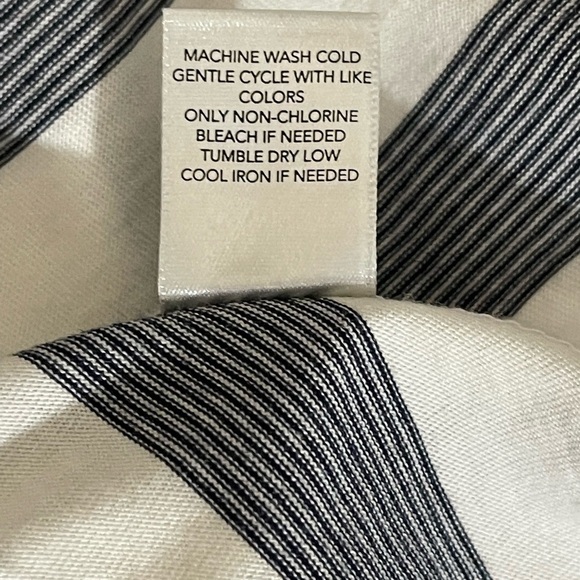 MACHINE WASH COLD
GENTLE CYCLE WITH LIKE
COLORS
ONLY NON-CHLORINE
BLEACH IF NEEDED
TUMBLE DRY LOW
COOL IRON IF NEEDED